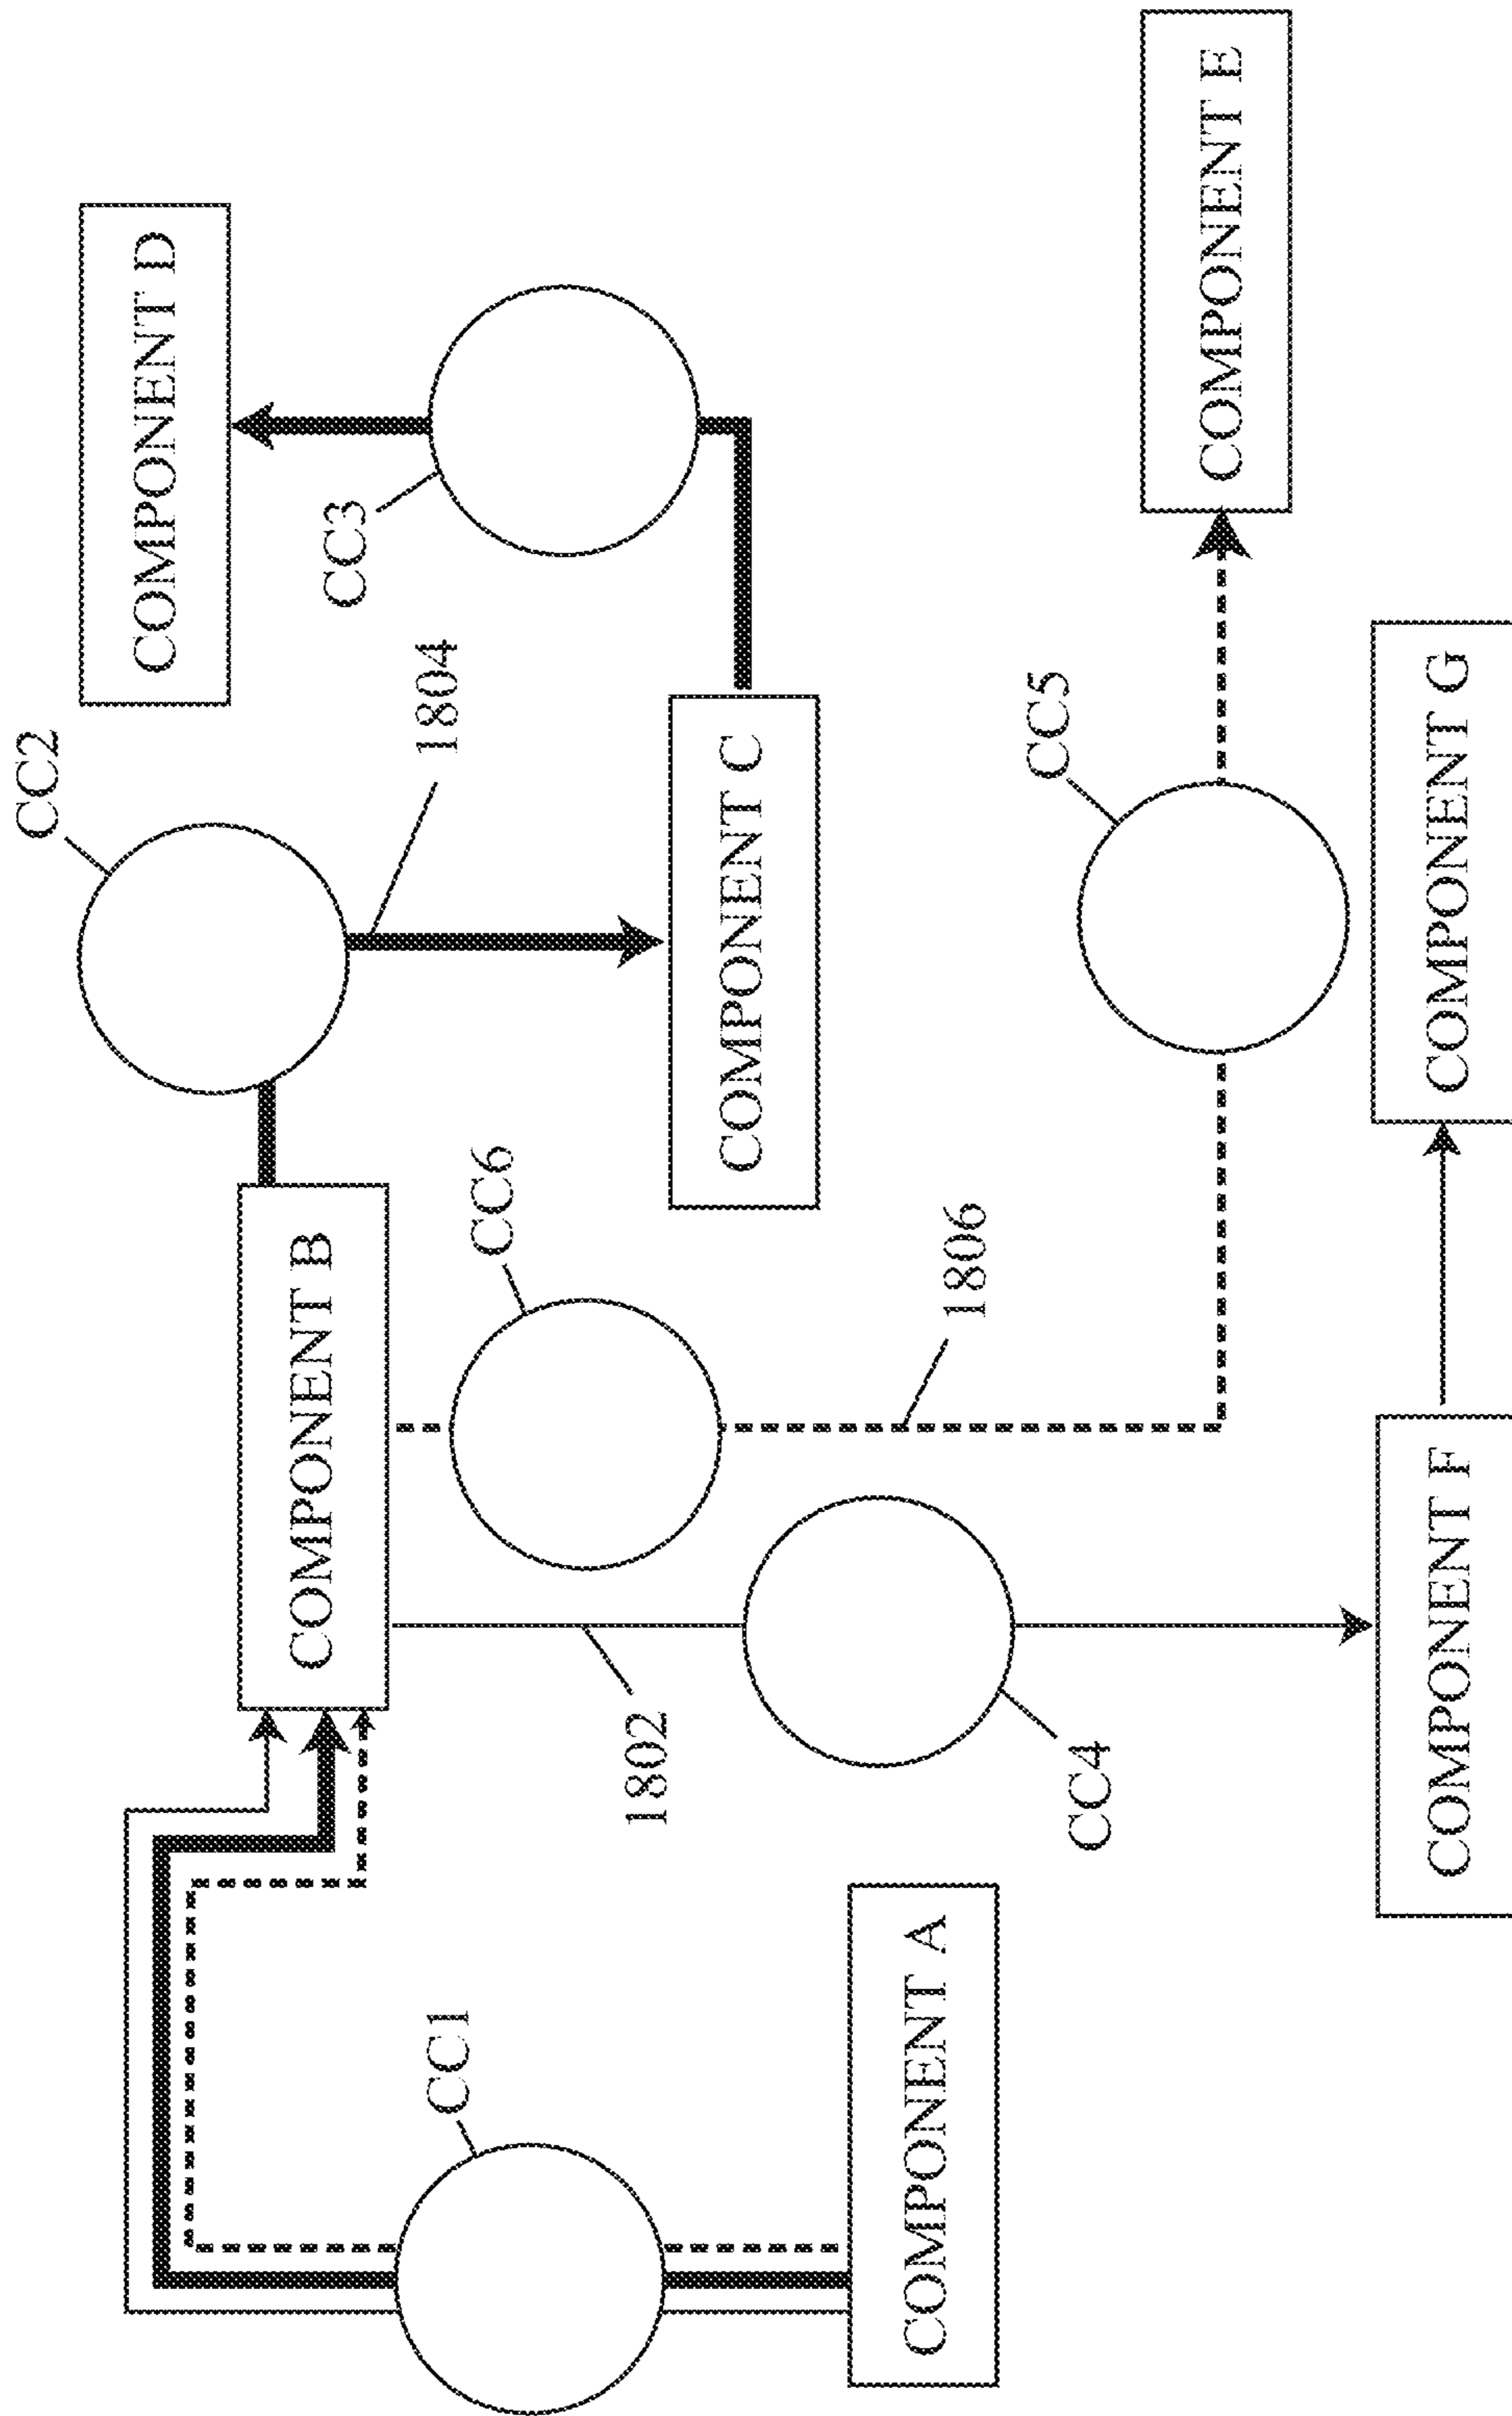 CC2
COMPONENT D
COMPONENT B
CC3
1804
CC1
CC6
COMPONENT C
1802
1806
COMPONENT A
CC5
CC4
COMPONENT E
COMPONENT F
COMPONENT G